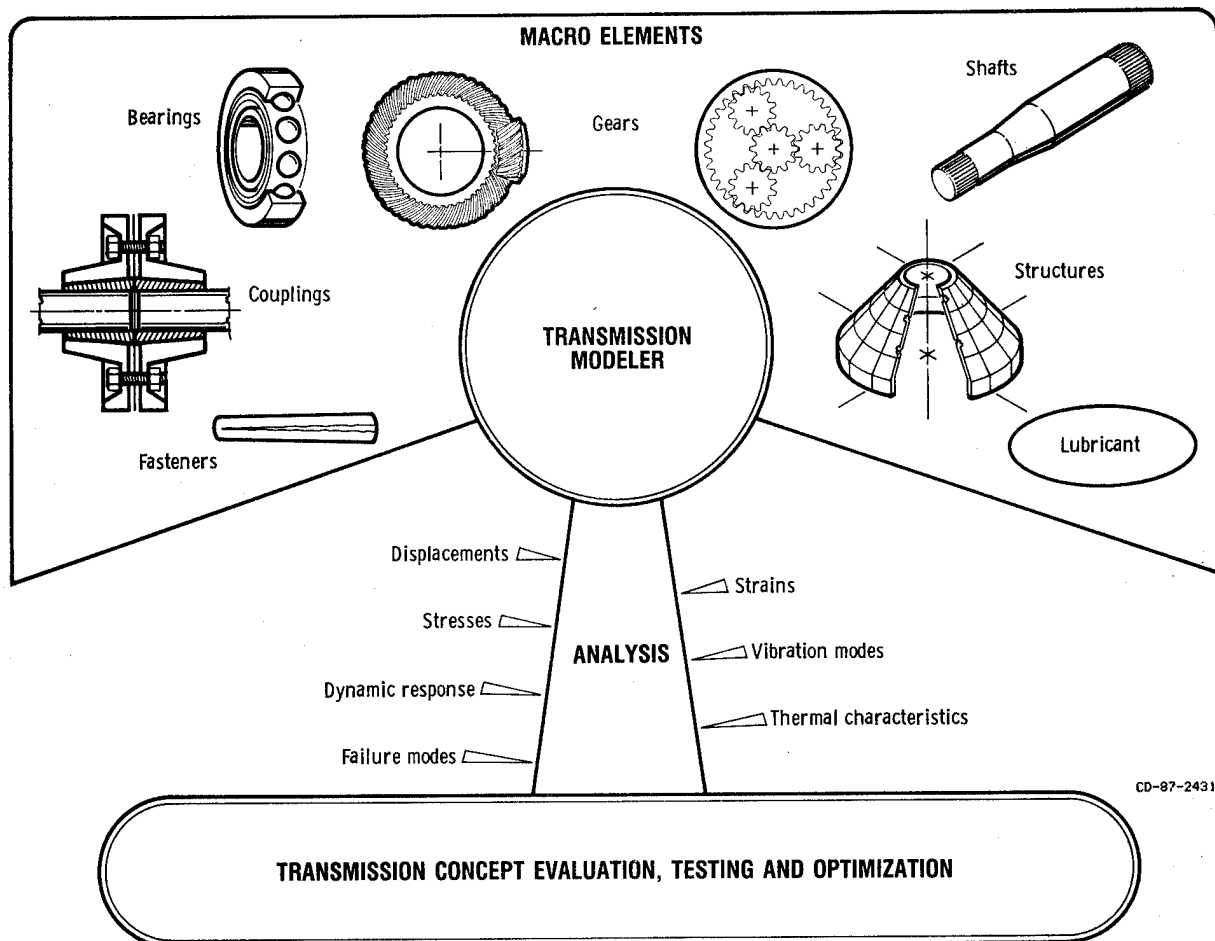 MACRO ELEMENTS
Bearings
Gears
Shafts
Couplings
Structures
TRANSMISSION
MODELER
Fasteners
Lubricant
Displacements
Strains
Stresses
ANALYSIS
Vibration modes
Dynamic response
Thermal characteristics
Failure modes
CD-87-2431
TRANSMISSION CONCEPT EVALUATION, TESTING AND OPTIMIZATION